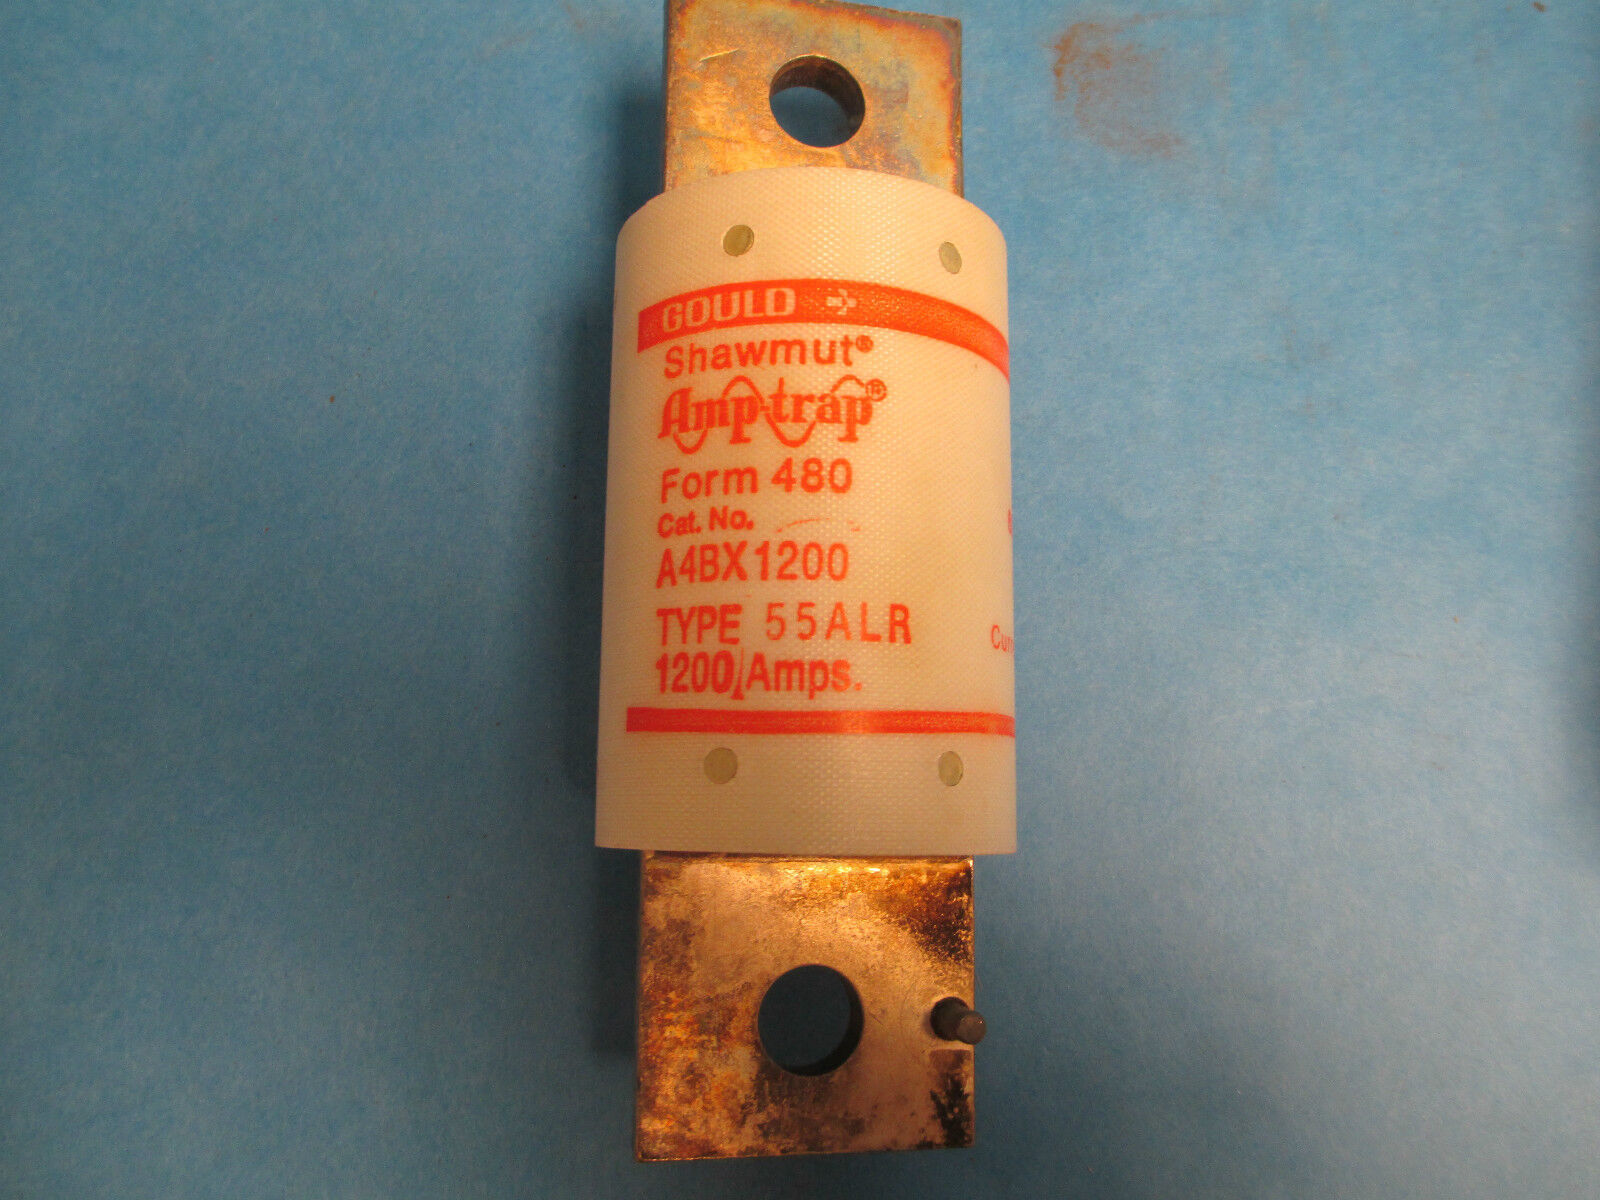 GOULD
Shawmut®
Amp-trap®
Form 480
Cat. No.
A4BX1200
TYPE 55ALR
1200/Amps.